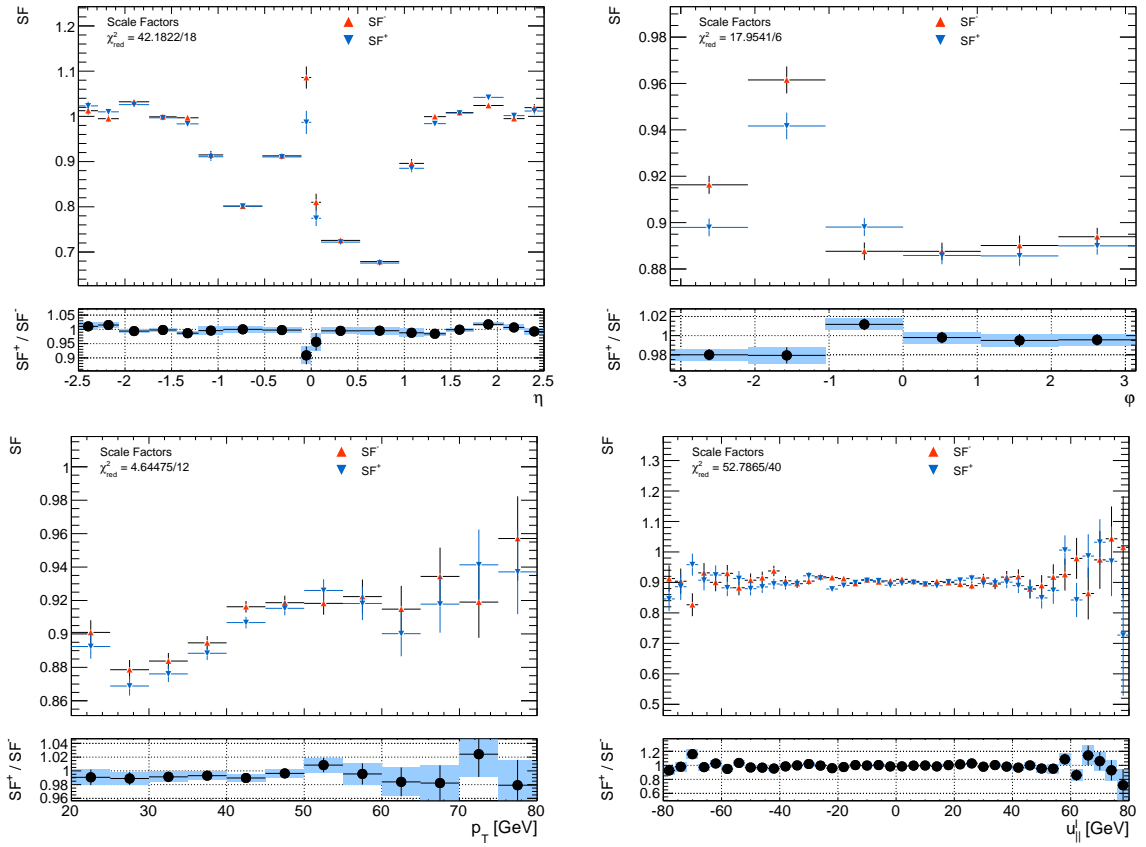 SF
Scale Factors
χ²red = 42.1822/18
SF⁻
SF⁺
1.2
1.1
1
0.9
0.8
0.7
SF⁺ / SF⁻
1.05
1
0.95
0.9
-2.5 -2 -1.5 -1 -0.5 0 0.5 1 1.5 2 2.5
η
SF
Scale Factors
χ²red = 17.9541/6
SF⁻
SF⁺
0.98
0.96
0.94
0.92
0.9
0.88
SF⁺ / SF⁻
1.02
1
0.98
-3 -2 -1 0 1 2 3
φ
SF
Scale Factors
χ²red = 4.64475/12
SF⁻
SF⁺
1
0.98
0.96
0.94
0.92
0.9
0.88
0.86
SF⁺ / SF⁻
1.04
1.02
1
0.98
0.96
20 30 40 50 60 70 80
p_T [GeV]
SF
Scale Factors
χ²red = 52.7865/40
SF⁻
SF⁺
1.3
1.2
1.1
1
0.9
0.8
0.7
0.6
0.5
SF⁺ / SF⁻
1.2
1
0.8
0.6
-80 -60 -40 -20 0 20 40 60 80
u^l_|| [GeV]